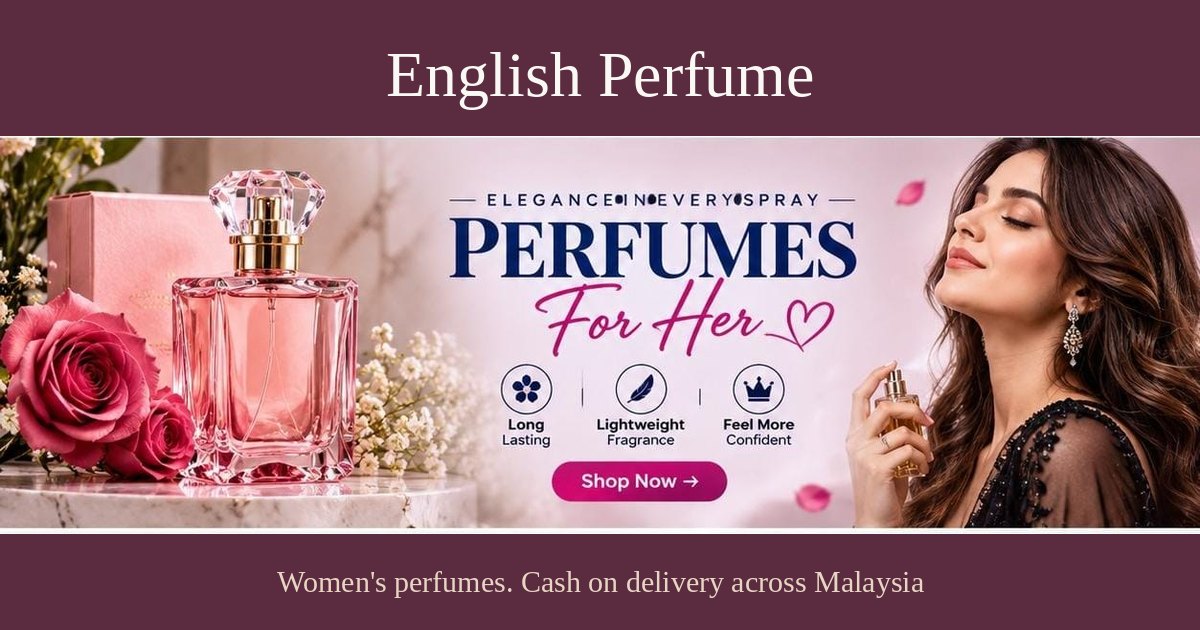 English Perfume
ELEGANCE IN EVERY SPRAY
PERFUMES
For Her
Long
Lasting
Lightweight
Fragrance
Feel More
Confident
Shop Now →
Women's perfumes. Cash on delivery across Malaysia